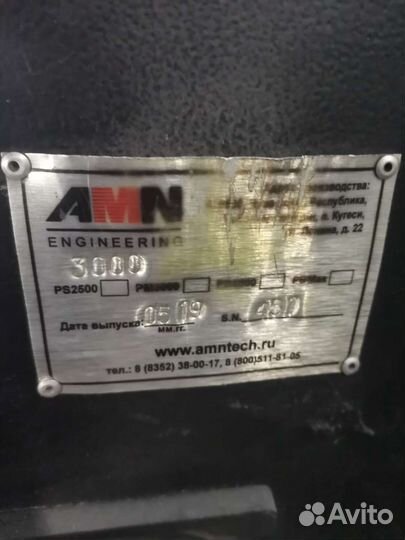 AMN
ENGINEERING
производства:
Республика,
п. Кугеси,
д. 22
3000
PS2500
Дата выпуска 05 09
мм.гг.
S.N.
www.amntech.ru
тел.: 8 (8352) 38-00-17, 8 (800)511-81-05
Avito